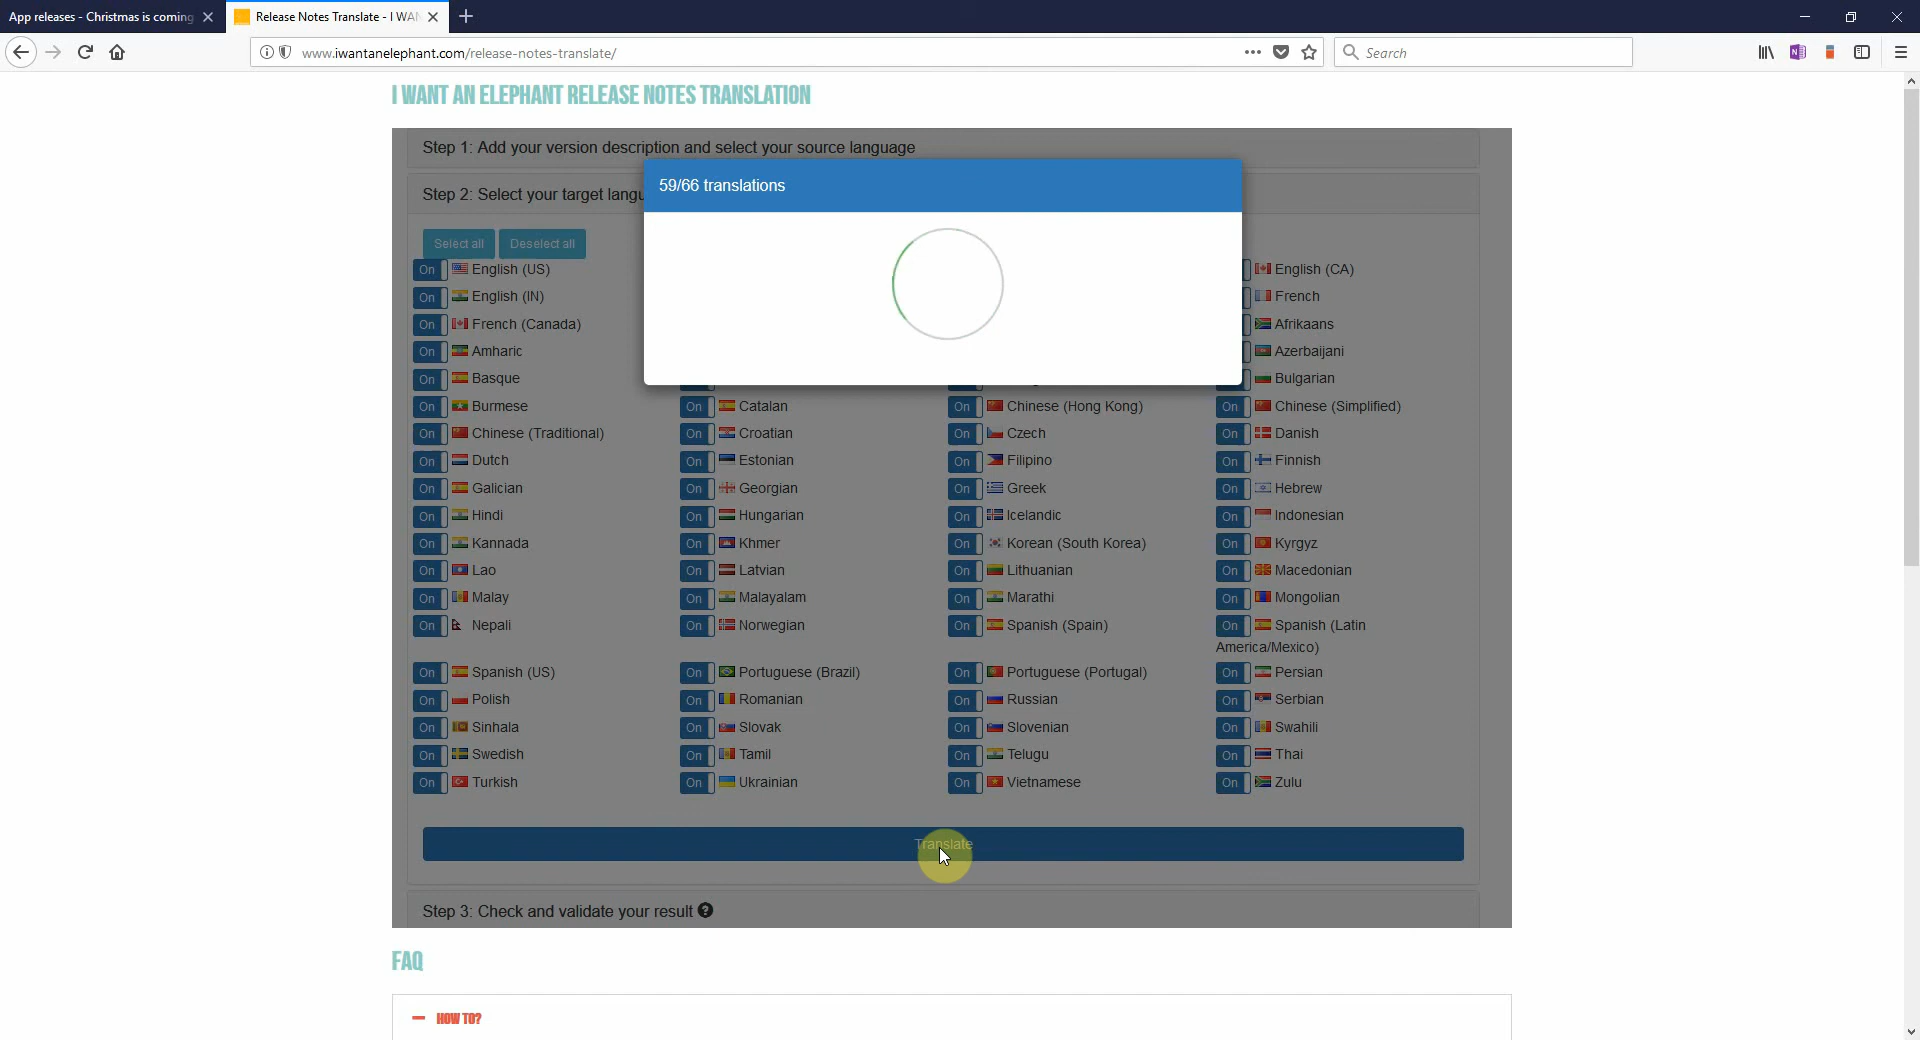 App releases - Christmas is coming
Release Notes Translate - I WAN
www.iwantanelephant.com/release-notes-translate/
Search
I WANT AN ELEPHANT RELEASE NOTES TRANSLATION
Step 1: Add your version description and select your source language
59/66 translations
Step 2: Select your target langu
Select all Deselect all
On English (US) English (CA)
On English (IN) French
On French (Canada) Afrikaans
On Amharic Azerbaijani
On Basque Bulgarian
On Burmese On Catalan On Chinese (Hong Kong) On Chinese (Simplified)
On Chinese (Traditional) On Croatian On Czech On Danish
On Dutch On Estonian On Filipino On Finnish
On Galician On Georgian On Greek On Hebrew
On Hindi On Hungarian On Icelandic On Indonesian
On Kannada On Khmer On Korean (South Korea) On Kyrgyz
On Lao On Latvian On Lithuanian On Macedonian
On Malay On Malayalam On Marathi On Mongolian
On Nepali On Norwegian On Spanish (Spain) On Spanish (Latin
America/Mexico)
On Spanish (US) On Portuguese (Brazil) On Portuguese (Portugal) On Persian
On Polish On Romanian On Russian On Serbian
On Sinhala On Slovak On Slovenian On Swahili
On Swedish On Tamil On Telugu On Thai
On Turkish On Ukrainian On Vietnamese On Zulu
Translate
Step 3: Check and validate your result
FAQ
HOW TO?